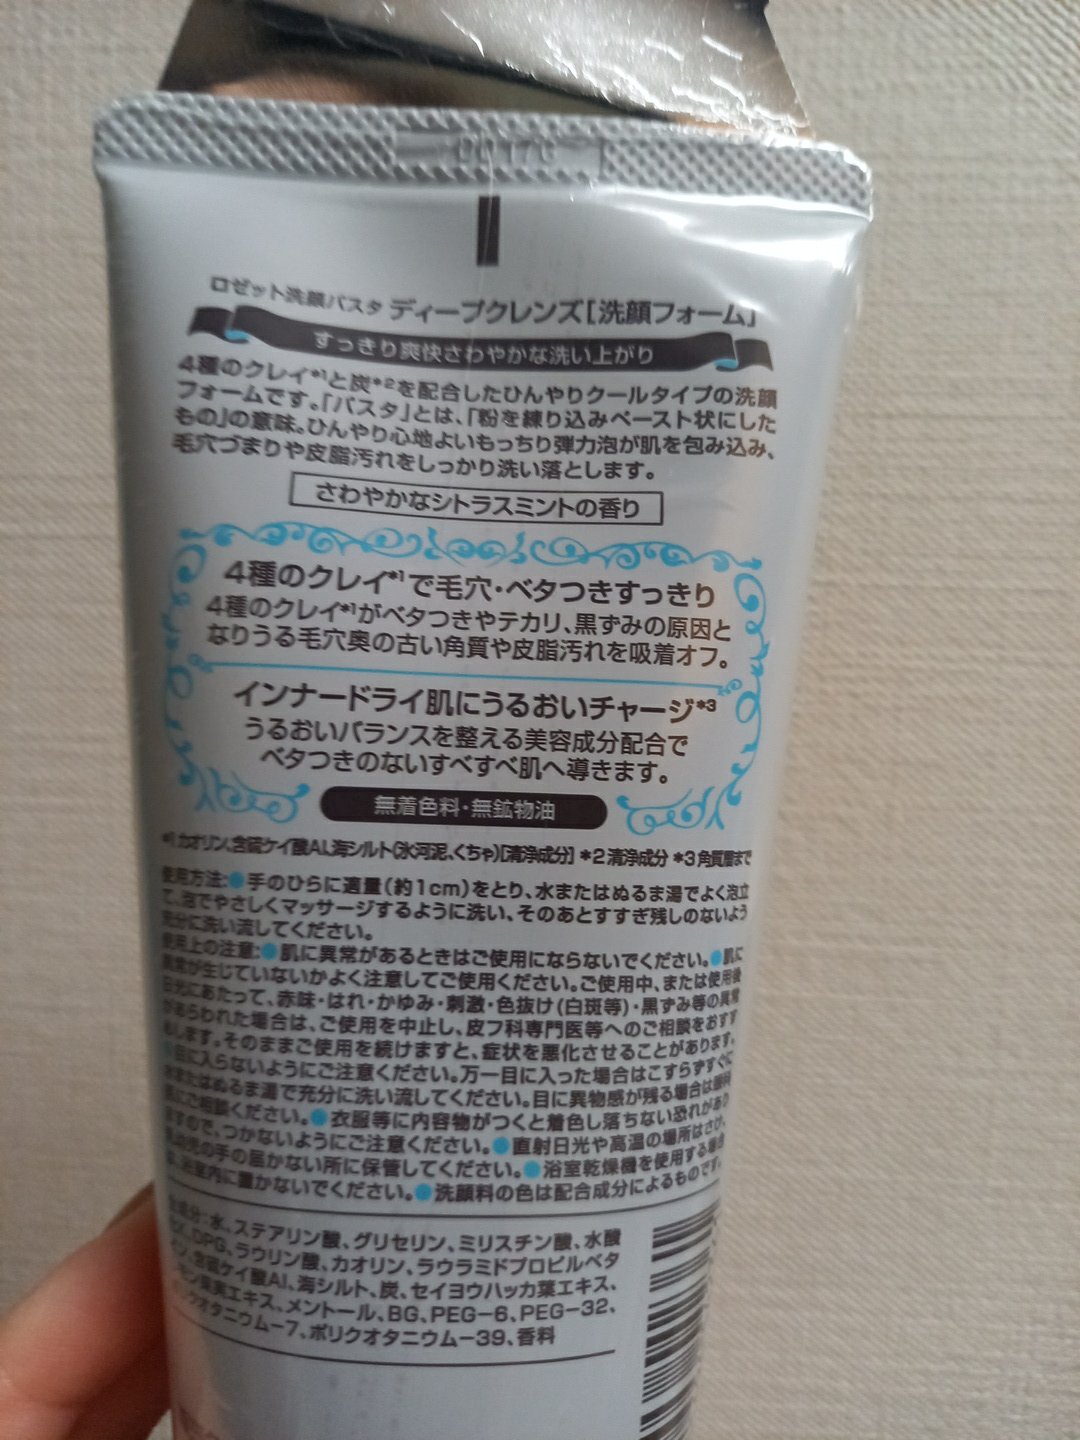 ロゼット洗顔パスタ ディープクレンズ[洗顔フォーム]
すっきり爽快さわやかな洗い上がり
4種のクレイ*1と炭*2を配合したひんやりクールタイプの洗顔
フォームです。「パスタ」とは、「粉を練り込みペースト状にした
もの」の意味。ひんやり心地よいもっちり弾力泡が肌を包み込み、
毛穴づまりや皮脂汚れをしっかり洗い落とします。
さわやかなシトラスミントの香り
4種のクレイ*1で毛穴・ベタつきすっきり
4種のクレイ*1がベタつきやテカリ、黒ずみの原因と
なりうる毛穴奥の古い角質や皮脂汚れを吸着オフ。
インナードライ肌にうるおいチャージ*3
うるおいバランスを整える美容成分配合で
ベタつきのないすべすべ肌へ導きます。
無着色料・無鉱物油
*1 カオリン、含硫ケイ酸Al、海シルト(氷河泥、くちゃ)[清浄成分] *2 清浄成分 *3 角質層まで
使用方法:●手のひらに適量(約1cm)をとり、水またはぬるま湯でよく泡立
て、泡でやさしくマッサージするように洗い、そのあとすすぎ残しのないよう
充分に洗い流してください。
使用上の注意:●肌に異常があるときはご使用にならないでください。●肌に
異常が生じていないかよく注意してご使用ください。ご使用中、または使用後
日光にあたって、赤味・はれ・かゆみ・刺激・色抜け(白斑等)・黒ずみ等の異常
があらわれた場合は、ご使用を中止し、皮フ科専門医等へのご相談をおすす
めします。そのままご使用を続けますと、症状を悪化させることがあります。
●目に入らないようにご注意ください。万一目に入った場合はこすらずすぐに
水またはぬるま湯で充分に洗い流してください。目に異物感が残る場合は眼科
医にご相談ください。●衣服等に内容物がつくと着色し落ちない恐れがあり
ますので、つかないようにご注意ください。●直射日光や高温の場所はさけ、
乳幼児の手の届かない所に保管してください。●浴室乾燥機を使用する場合
は、浴室内に置かないでください。●洗顔料の色は配合成分によるものです。
全成分:水、ステアリン酸、グリセリン、ミリスチン酸、水酸
化K、DPG、ラウリン酸、カオリン、ラウラミドプロピルベタ
イン、含硫ケイ酸Al、海シルト、炭、セイヨウハッカ葉エキス、
レモン果実エキス、メントール、BG、PEG-6、PEG-32、
クオタニウム-7、ポリクオタニウム-39、香料